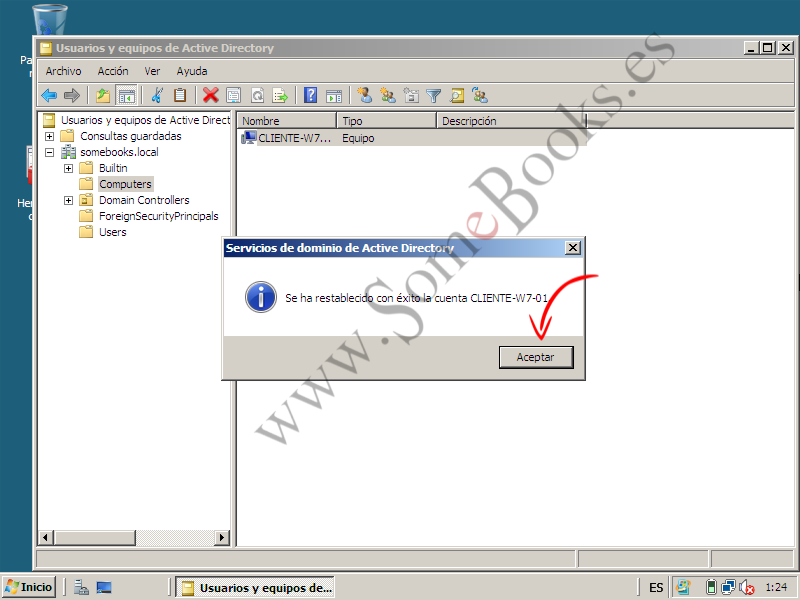 Pa
Usuarios y equipos de Active Directory
Archivo Acción Ver Ayuda
Usuarios y equipos de Active Direct
Consultas guardadas
somebooks.local
Builtin
Computers
Domain Controllers
ForeignSecurityPrincipals
Users
Nombre Tipo Descripción
CLIENTE-W7... Equipo
Her
Servicios de dominio de Active Directory
Se ha restablecido con éxito la cuenta CLIENTE-W7-01.
Aceptar
www.SomeBooks.es
Inicio
Usuarios y equipos de...
ES
1:24